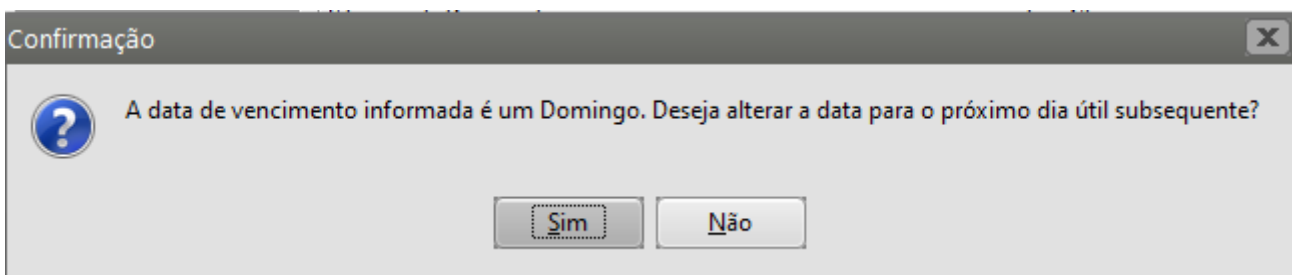 Confirmação
A data de vencimento informada é um Domingo. Deseja alterar a data para o próximo dia útil subsequente?
Sim
Não